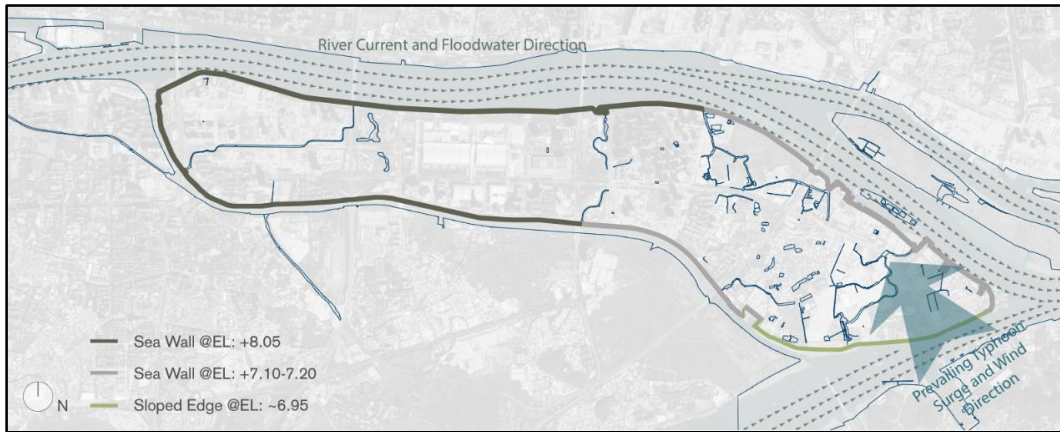 River Current and Floodwater Direction
Sea Wall @EL: +8.05
Sea Wall @EL: +7.10-7.20
Sloped Edge @EL: ~6.95
N
Prevailing Typhoon
Surge and Wind
Direction